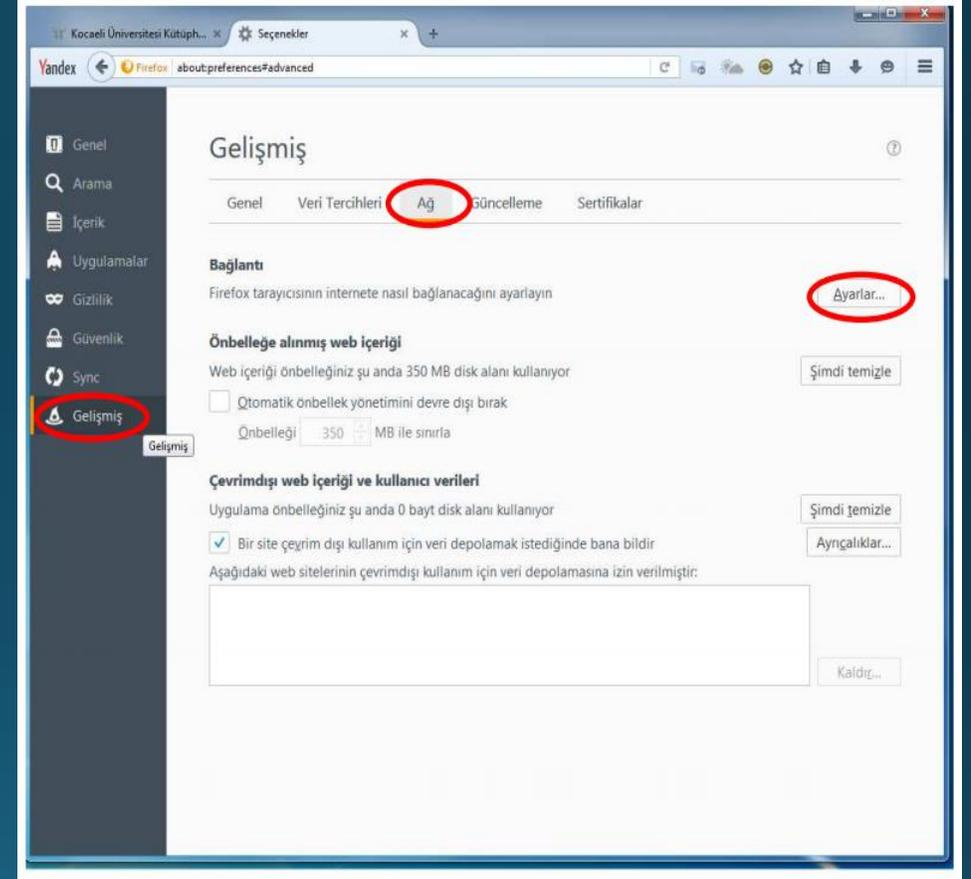 Kocaeli Üniversitesi Kütüph...
Seçenekler
Yandex
Firefox
about:preferences#advanced
Genel
Arama
İçerik
Uygulamalar
Gizlilik
Güvenlik
Sync
Gelişmiş
Gelişmiş
Gelişmiş
Genel Veri Tercihleri Ağ Güncelleme Sertifikalar
Bağlantı
Firefox tarayıcısının internete nasıl bağlanacağını ayarlayın
Ayarlar...
Önbelleğe alınmış web içeriği
Web içeriği önbelleğiniz şu anda 350 MB disk alanı kullanıyor
Şimdi temizle
Otomatik önbellek yönetimini devre dışı bırak
Önbelleği 350 MB ile sınırla
Çevrimdışı web içeriği ve kullanıcı verileri
Uygulama önbelleğiniz şu anda 0 bayt disk alanı kullanıyor
Şimdi temizle
Bir site çevrim dışı kullanım için veri depolamak istediğinde bana bildir
Ayrıçalıklar...
Aşağıdaki web sitelerinin çevrimdışı kullanım için veri depolamasına izin verilmiştir:
Kaldır...